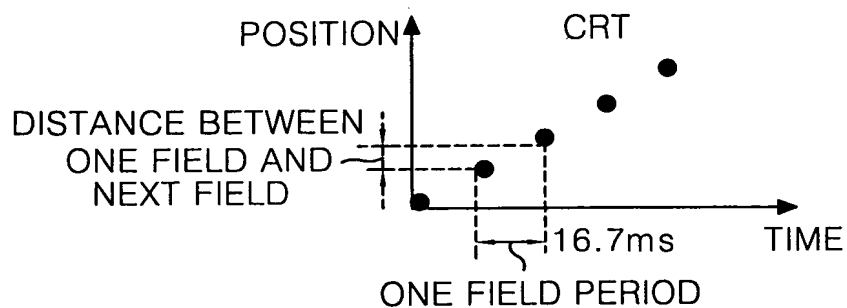 POSITION
CRT
DISTANCE BETWEEN
ONE FIELD AND
NEXT FIELD
16.7ms
TIME
ONE FIELD PERIOD